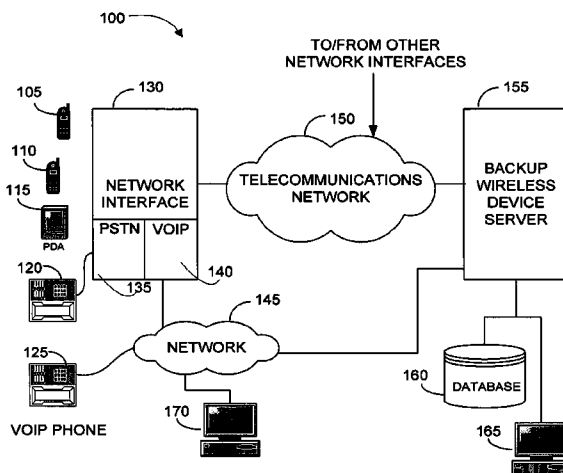 100
TO/FROM OTHER
NETWORK INTERFACES
105
130
150
155
110
115
PDA
NETWORK
INTERFACE
TELECOMMUNICATIONS
NETWORK
BACKUP
WIRELESS
DEVICE
SERVER
PSTN
VOIP
120
135
140
145
125
NETWORK
VOIP PHONE
170
160
DATABASE
165